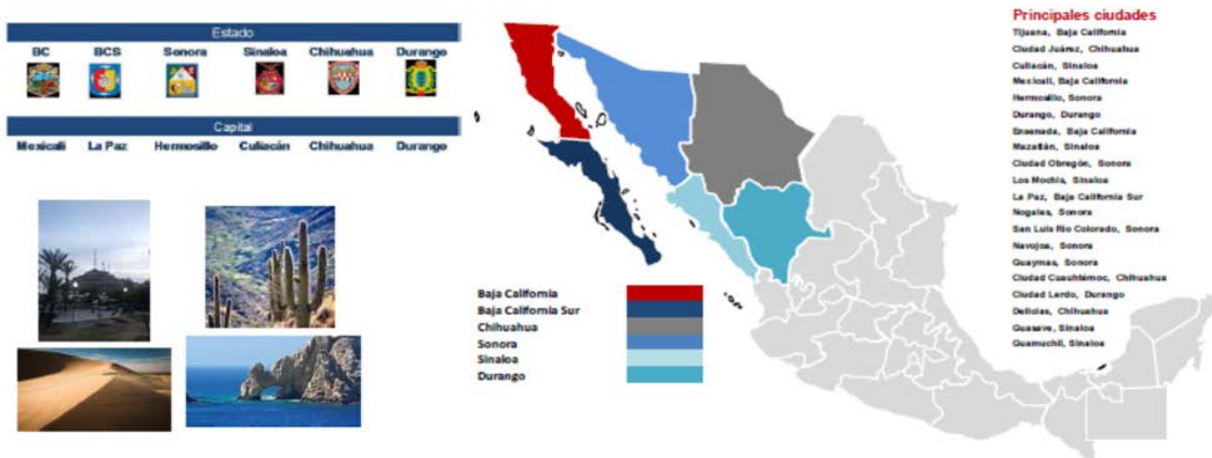 Estado
BC BCS Sonora Sinaloa Chihuahua Durango
Capital
Mexicali La Paz Hermosillo Culiacán Chihuahua Durango
Baja California
Baja California Sur
Chihuahua
Sonora
Sinaloa
Durango
Principales ciudades
Tijuana, Baja California
Ciudad Juárez, Chihuahua
Culiacán, Sinaloa
Mexicali, Baja California
Hermosillo, Sonora
Durango, Durango
Ensenada, Baja California
Mazatlán, Sinaloa
Ciudad Obregón, Sonora
Los Mochis, Sinaloa
La Paz, Baja California Sur
Nogales, Sonora
San Luis Río Colorado, Sonora
Navojoa, Sonora
Guaymas, Sonora
Ciudad Cuauhtémoc, Chihuahua
Ciudad Lerdo, Durango
Delicias, Chihuahua
Guasave, Sinaloa
Guamuchil, Sinaloa